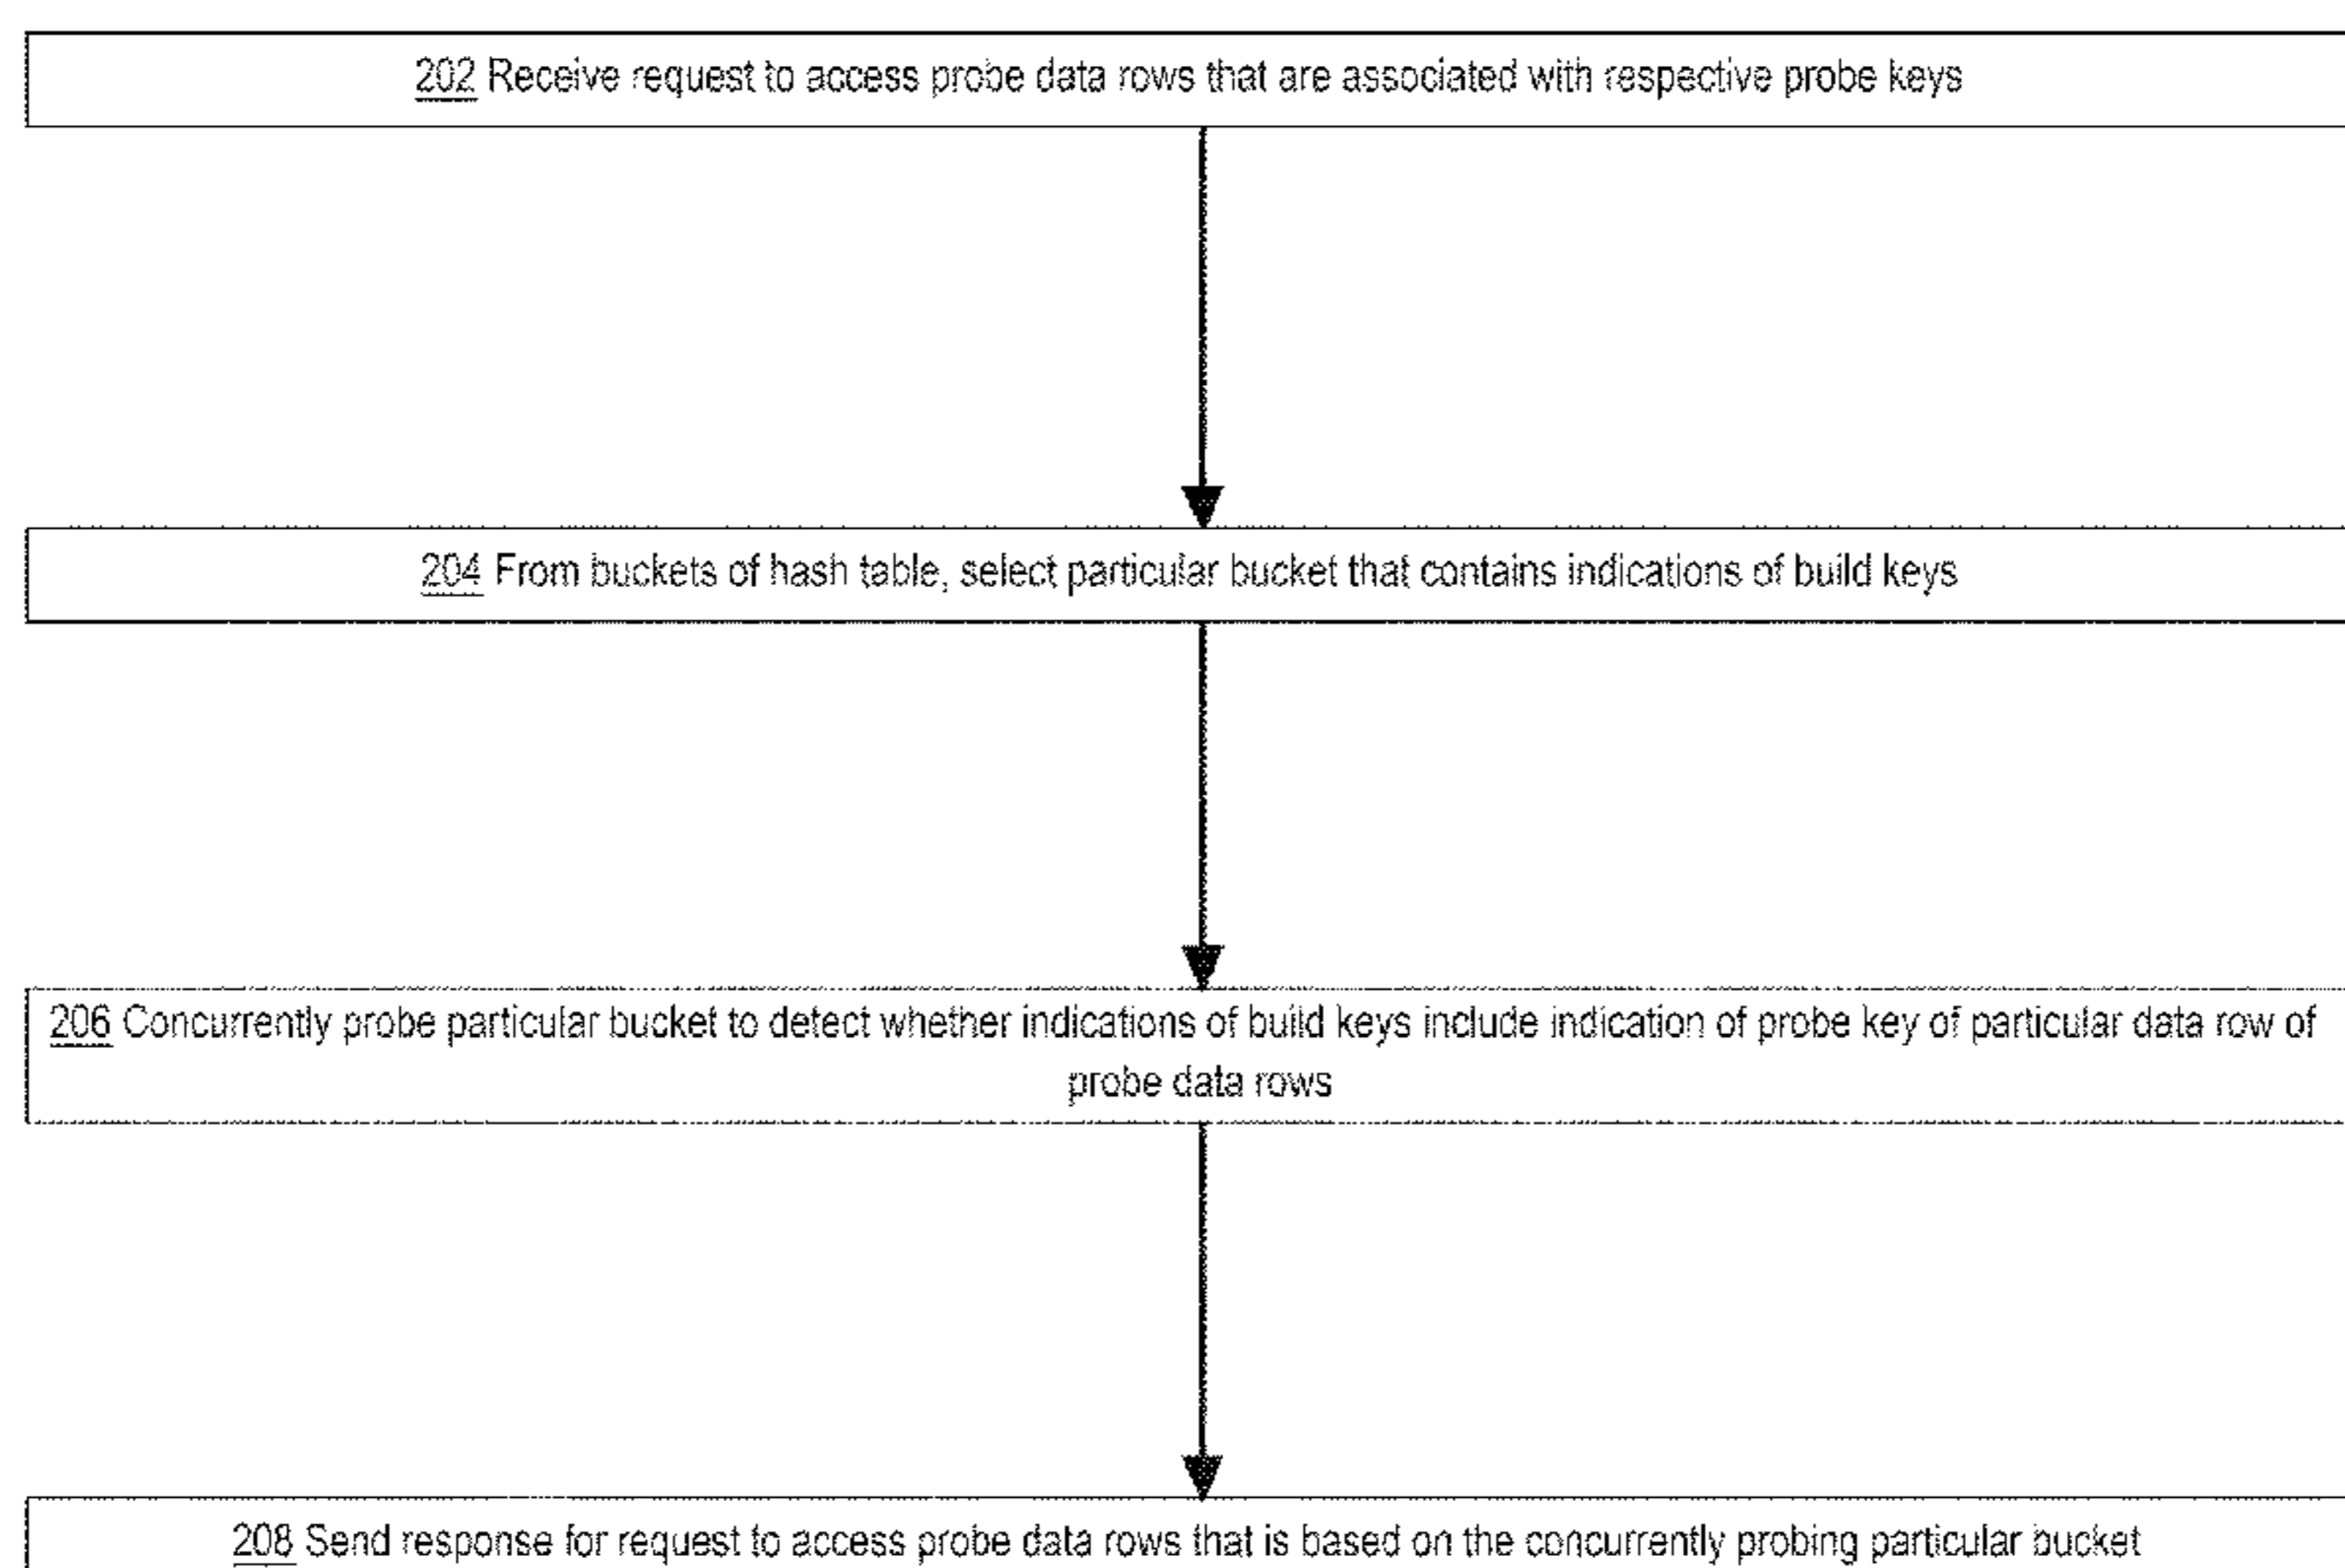 202 Receive request to access probe data rows that are associated with respective probe keys
204 From buckets of hash table, select particular bucket that contains indications of build keys
206 Concurrently probe particular bucket to detect whether indications of build keys include indication of probe key of particular data row of
probe data rows
208 Send response for request to access probe data rows that is based on the concurrently probing particular bucket